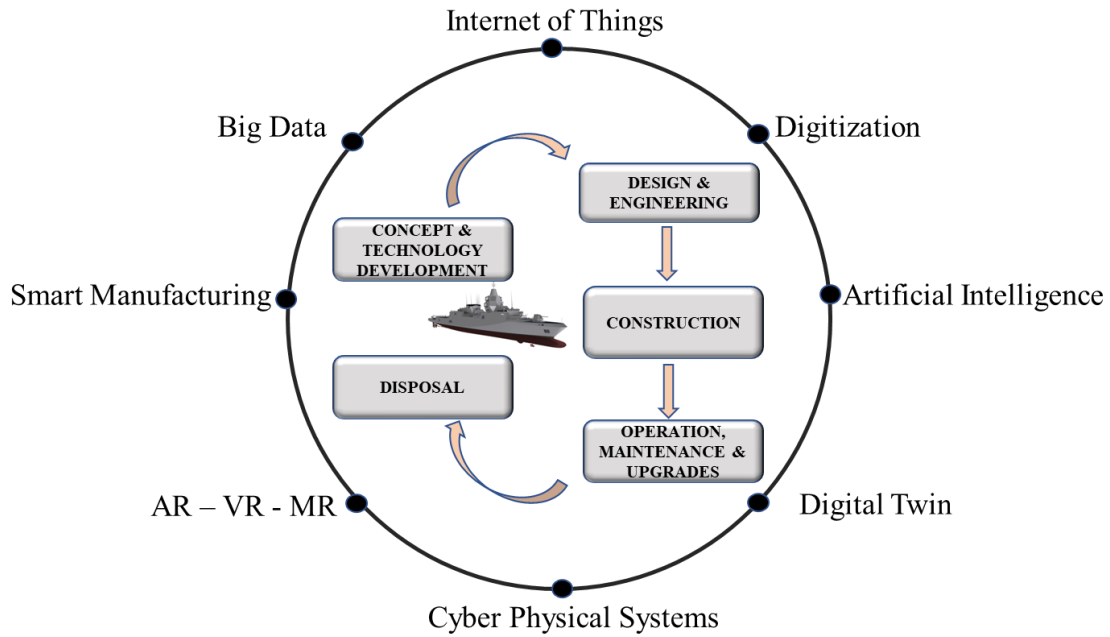 Internet of Things
Big Data
Digitization
DESIGN &
ENGINEERING
CONCEPT &
TECHNOLOGY
DEVELOPMENT
Smart Manufacturing
Artificial Intelligence
CONSTRUCTION
DISPOSAL
OPERATION,
MAINTENANCE &
UPGRADES
AR – VR - MR
Digital Twin
Cyber Physical Systems